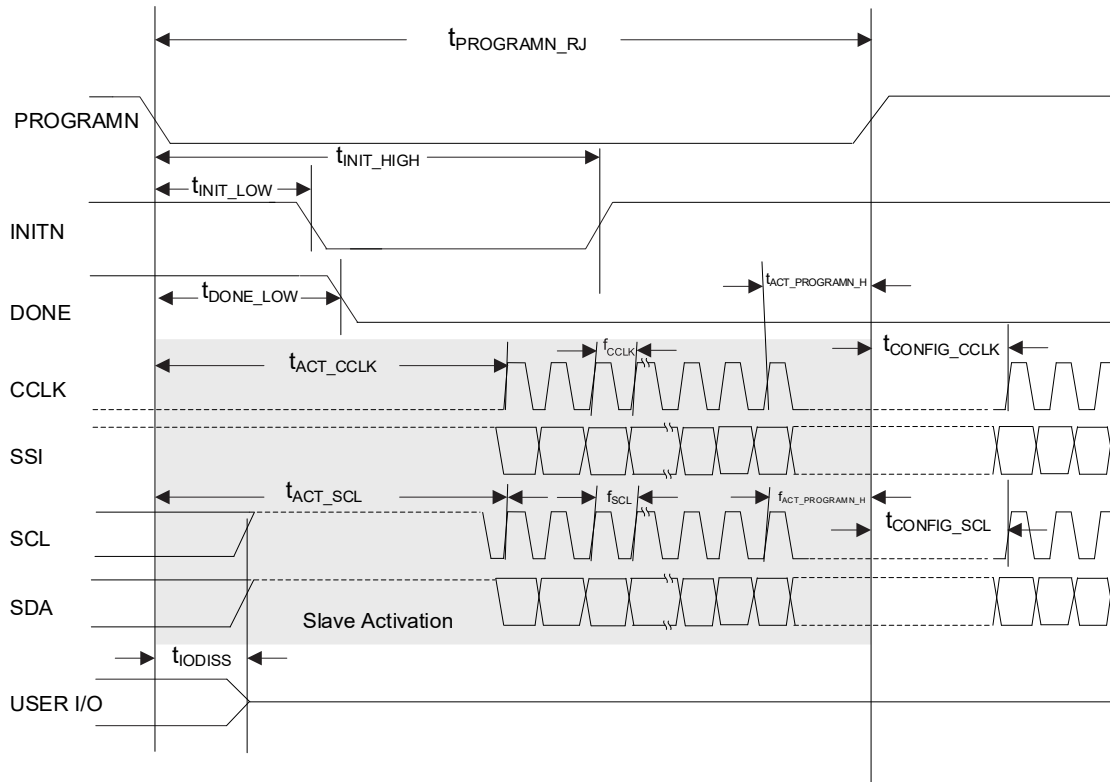 tPROGRAMN_RJ
PROGRAMN
tINIT_HIGH
tINIT_LOW
INITN
tDONE_LOW
tACT_PROGRAMN_H
DONE
tACT_CCLK
fCCLK
tCONFIG_CCLK
CCLK
SSI
tACT_SCL
fSCL
fACT_PROGRAMN_H
tCONFIG_SCL
SCL
SDA
Slave Activation
tIODISS
USER I/O